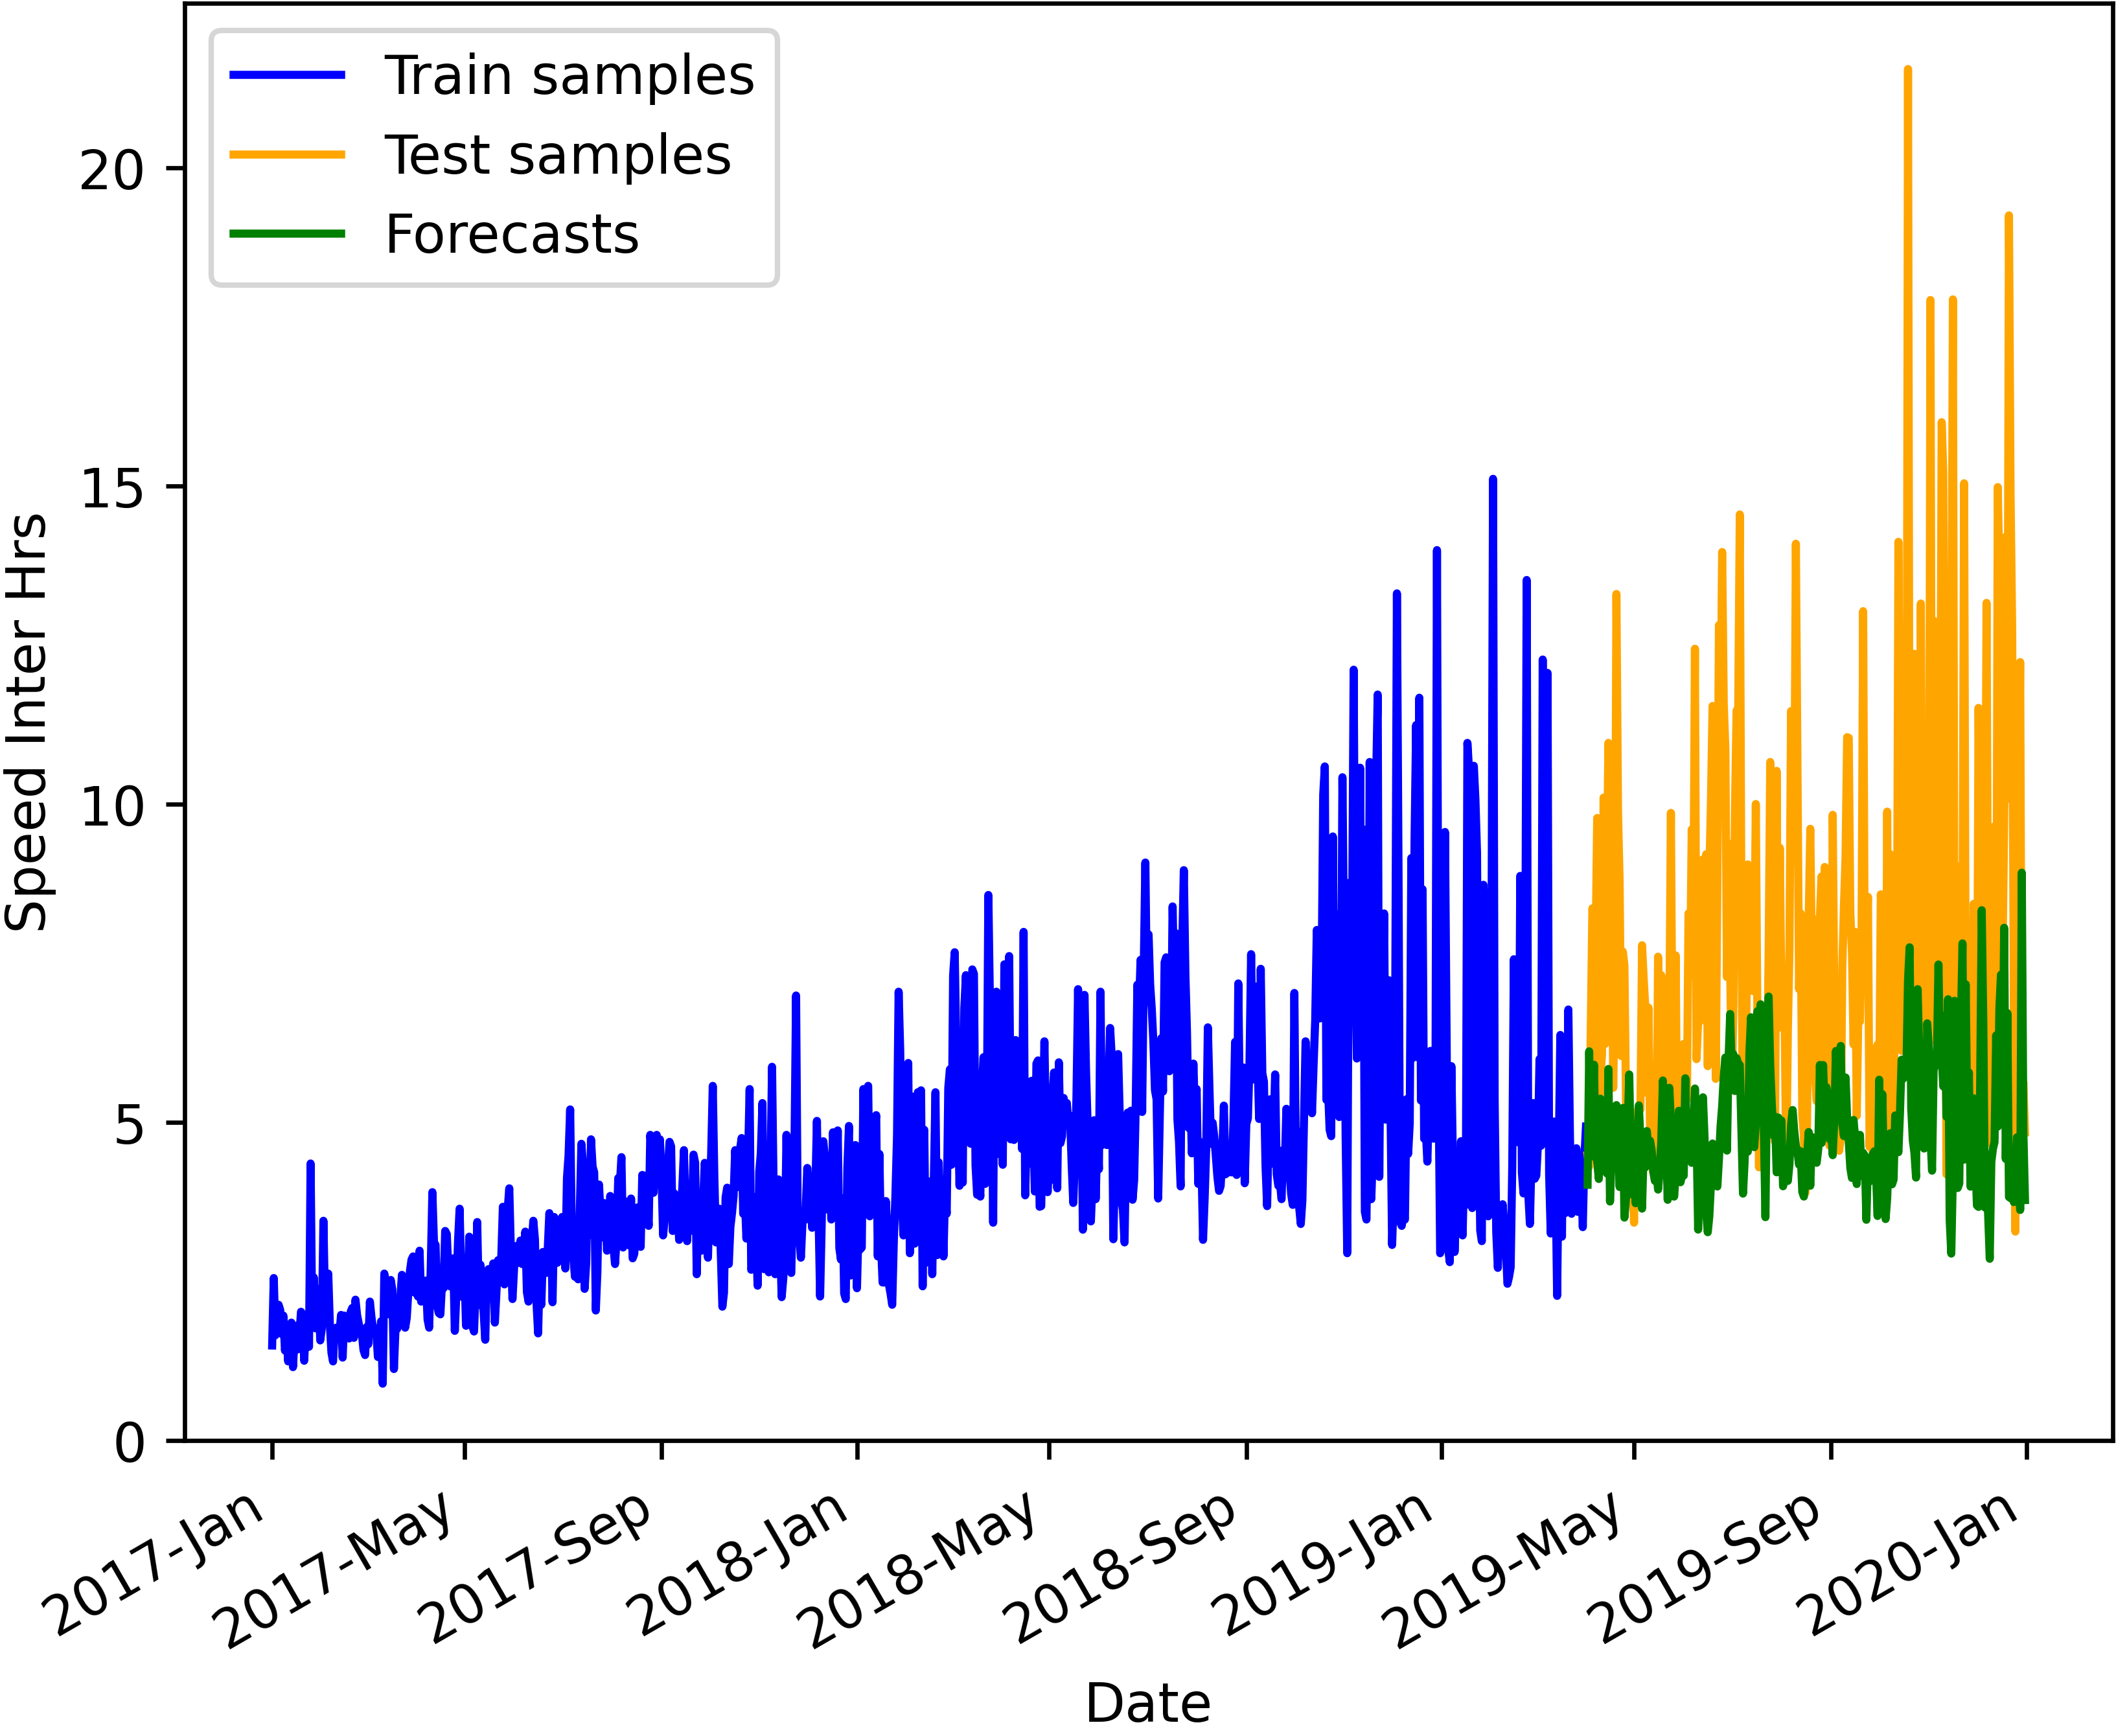 Train samples
Test samples
Forecasts
Speed Inter Hrs
20
15
10
5
0
2017-Jan
2017-May
2017-Sep
2018-Jan
2018-May
2018-Sep
2019-Jan
2019-May
2019-Sep
2020-Jan
Date